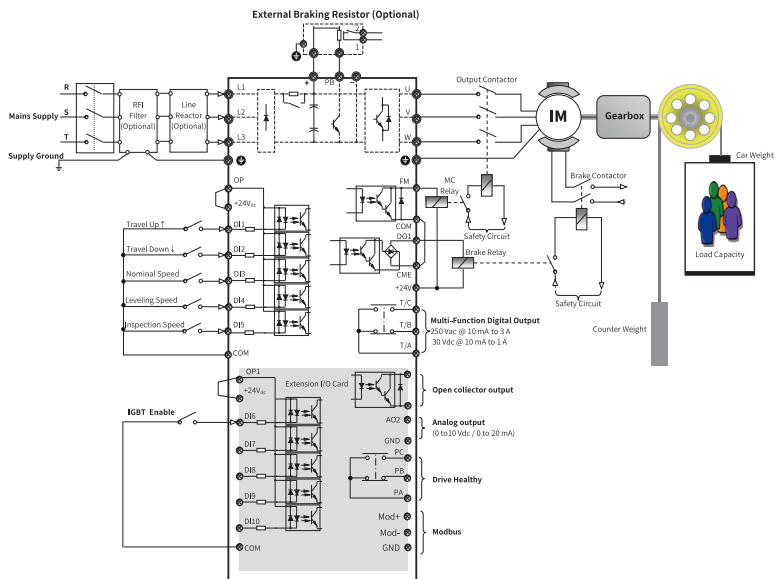 External Braking Resistor (Optional)
2
1
+
PB
-
R
Mains Supply
S
T
Supply Ground
RFI
Filter
(Optional)
Line
Reactor
(Optional)
L1
L2
L3
U
V
W
Output Contactor
IM
Gearbox
Car Weight
Load Capacity
Counter Weight
Brake Contactor
Safety Circuit
OP
+24Vdc
Travel Up ↑
DI1
Travel Down ↓
DI2
Nominal Speed
DI3
Leveling Speed
DI4
Inspection Speed
DI5
COM
FM
MC
Relay
COM
Safety Circuit
DO1
Brake Relay
CME
+24V
T/C
T/B
T/A
Multi-Function Digital Output
250 Vac @ 10 mA to 3 A
30 Vdc @ 10 mA to 1 A
OP1
Extension I/O Card
+24Vdc
IGBT Enable
DI6
DI7
DI8
DI9
DI10
COM
Open collector output
AO2
GND
Analog output
(0 to10 Vdc / 0 to 20 mA)
PC
PB
PA
Drive Healthy
Mod+
Mod-
GND
Modbus